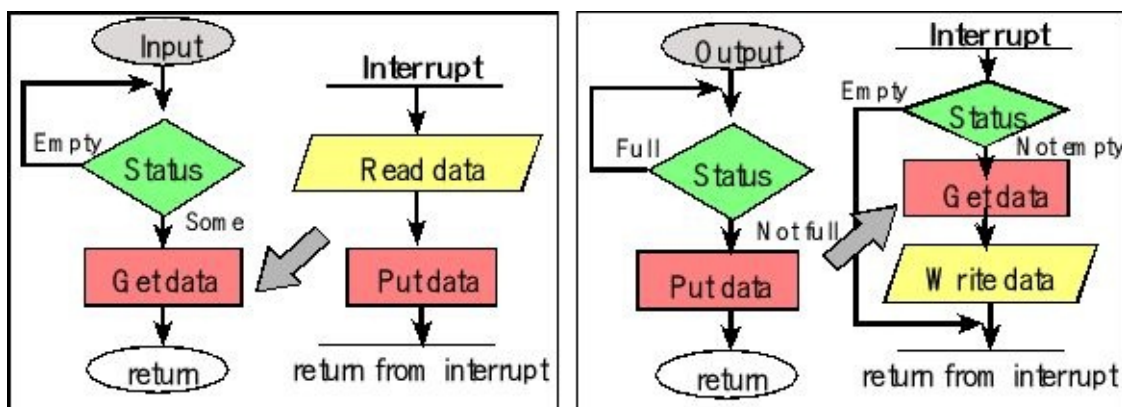 Input
Empty
Status
Some
Get data
return
Interrupt
Read data
Put data
return from interrupt
Output
Full
Status
Not full
Put data
return
Interrupt
Empty
Status
Not empty
Get data
Write data
return from interrupt